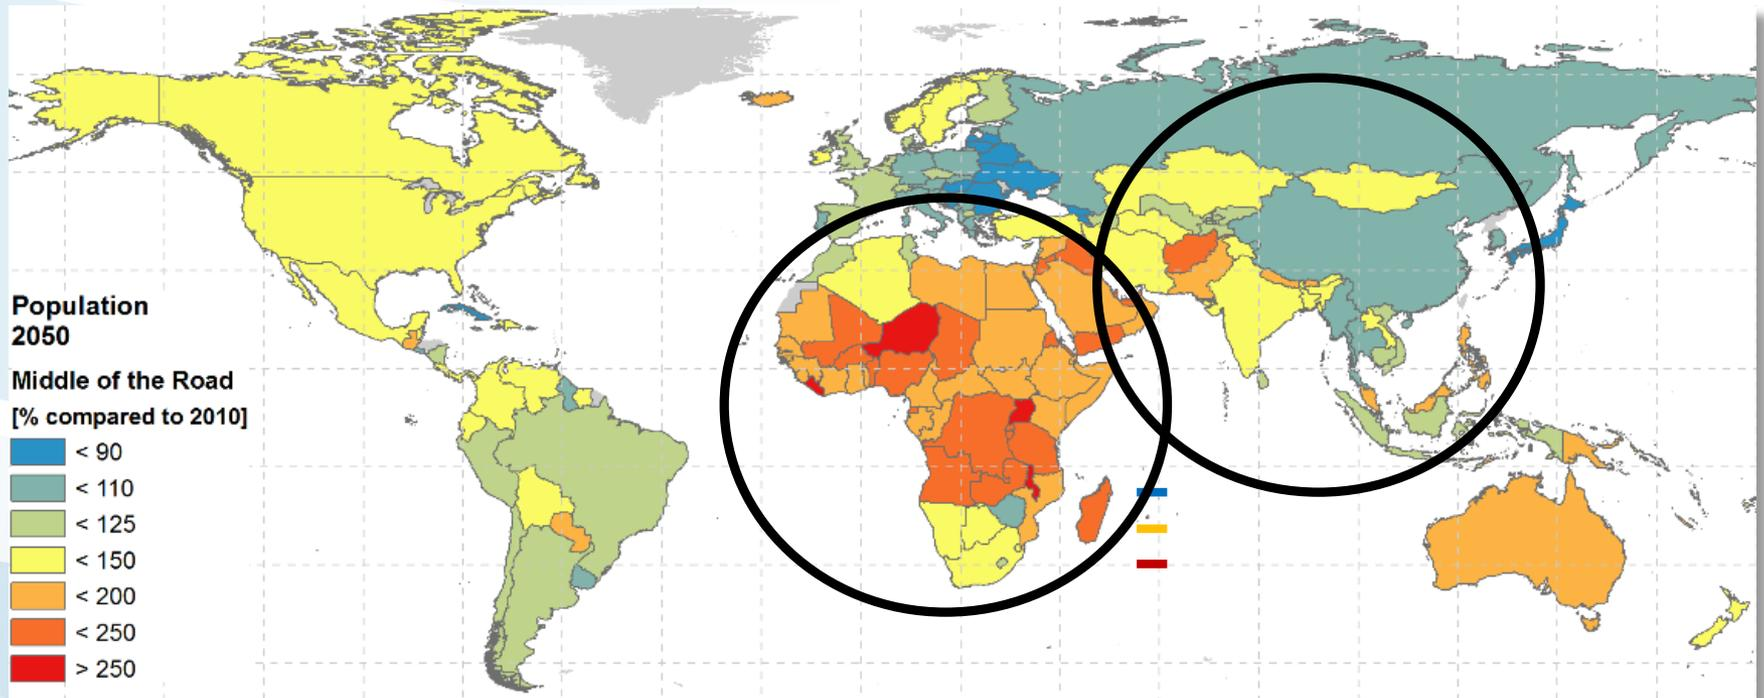 Population
2050
Middle of the Road
[% compared to 2010]
< 90
< 110
< 125
< 150
< 200
< 250
> 250